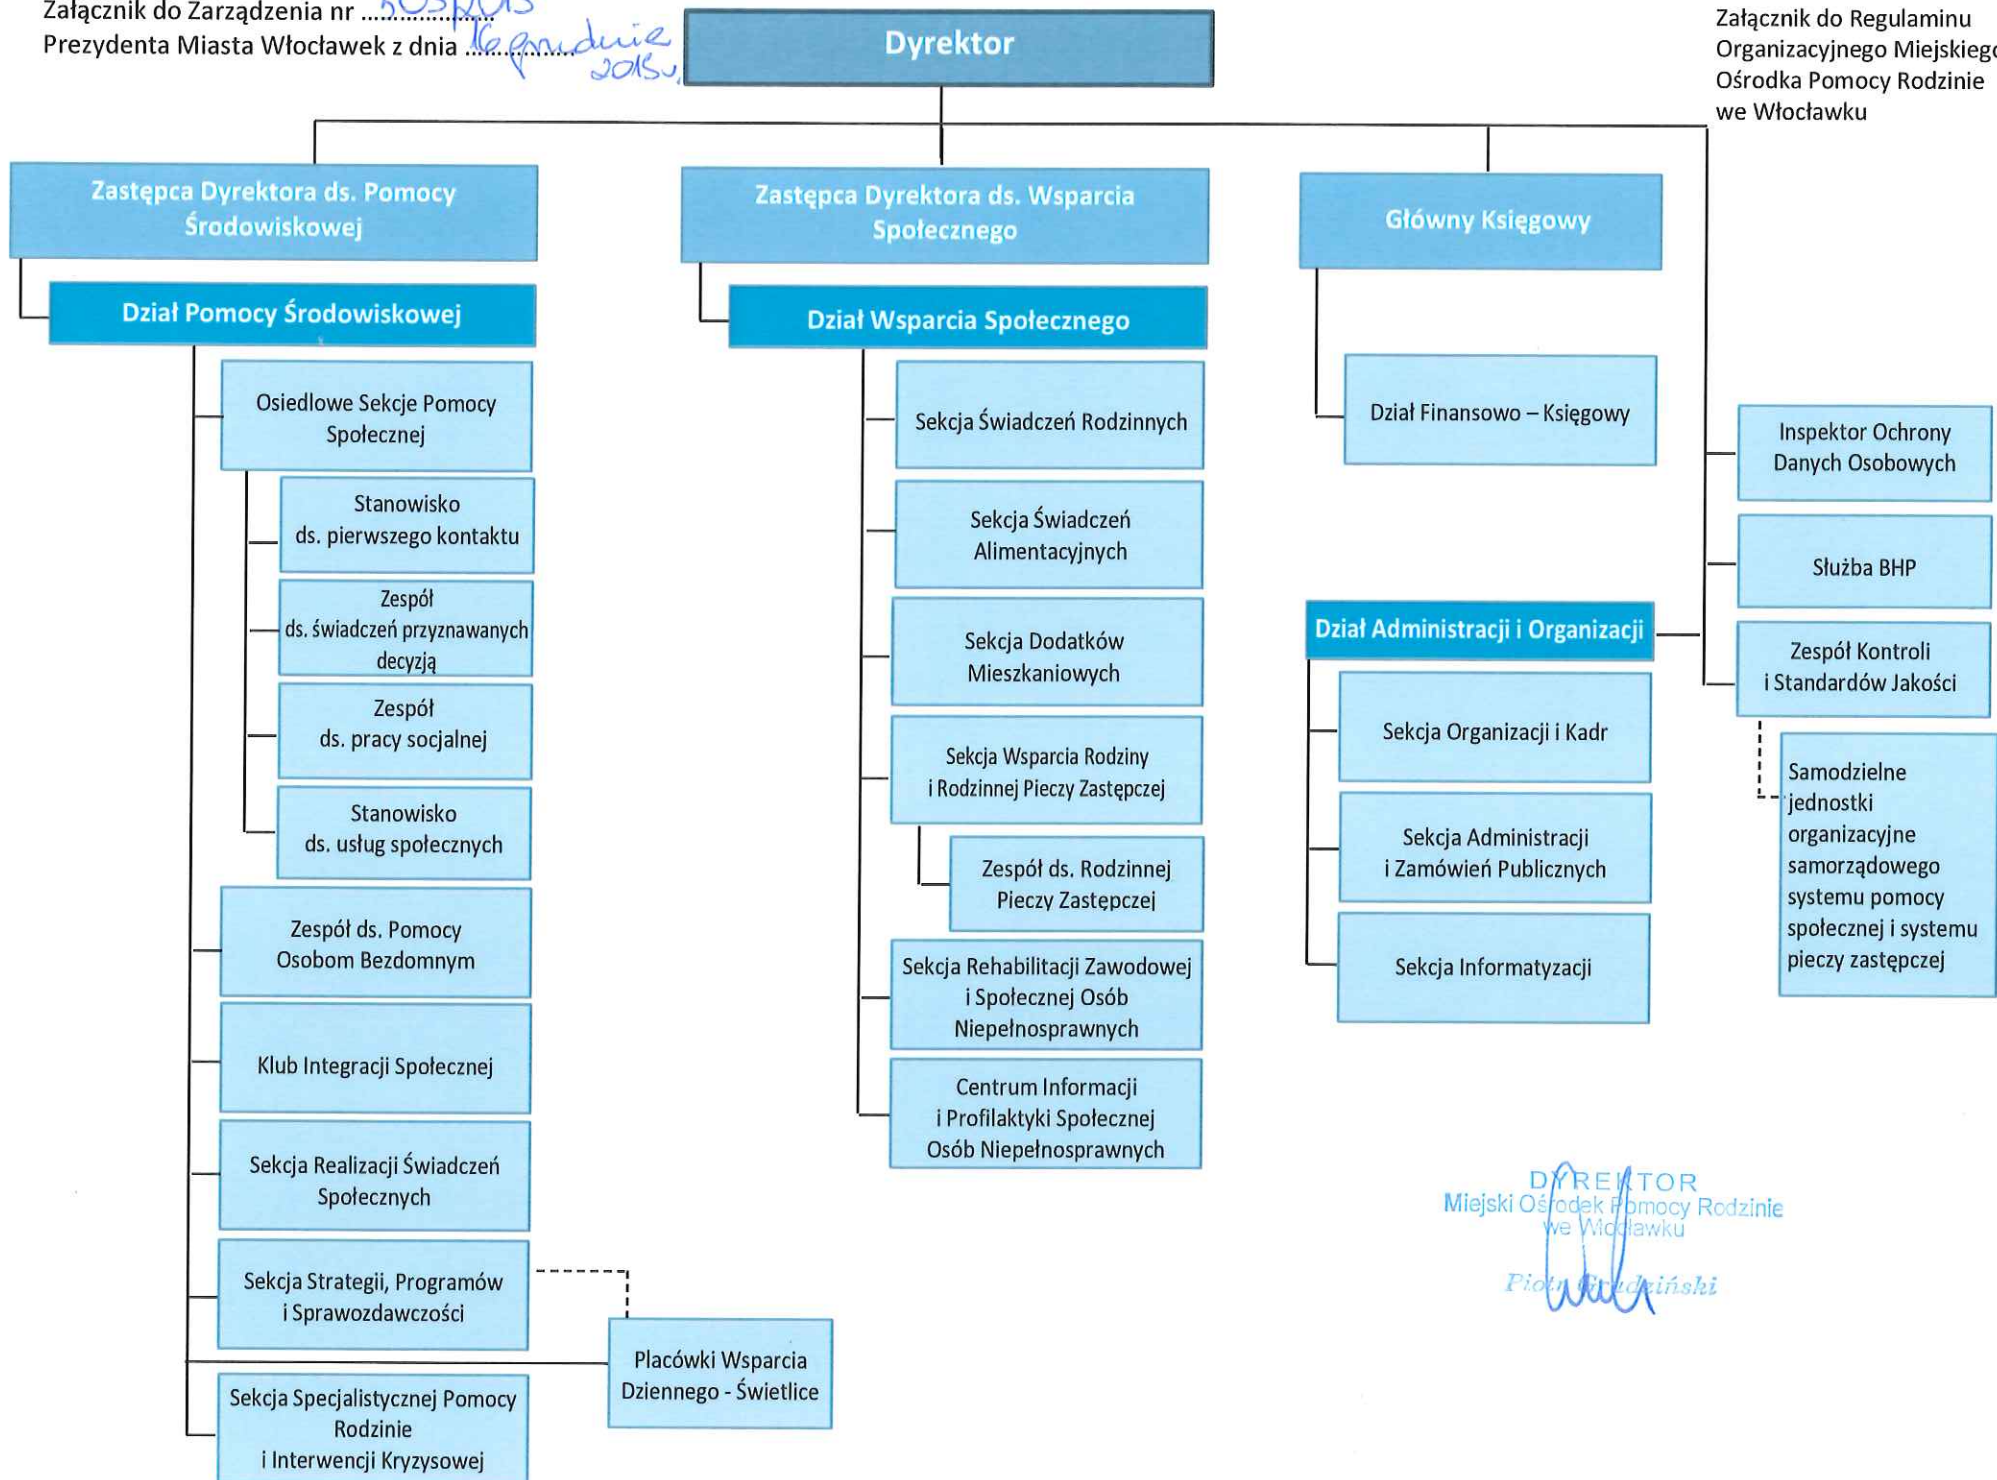 Załącznik do Zarządzenia nr
Prezydenta Miasta Włocławek z dnia 16 grudnia
2015r.
Załącznik do Regulaminu
Organizacyjnego Miejskiego
Ośrodka Pomocy Rodzinie
we Włocławku
Dyrektor
Zastępca Dyrektora ds. Pomocy
Środowiskowej
Dział Pomocy Środowiskowej
Osiedlowe Sekcje Pomocy
Społecznej
Stanowisko
ds. pierwszego kontaktu
Zespół
ds. świadczeń przyznawanych
decyzją
Zespół
ds. pracy socjalnej
Stanowisko
ds. usług społecznych
Zespół ds. Pomocy
Osobom Bezdomnym
Klub Integracji Społecznej
Sekcja Realizacji Świadczeń
Społecznych
Sekcja Strategii, Programów
i Sprawozdawczości
Placówki Wsparcia
Dziennego - Świetlice
Sekcja Specjalistycznej Pomocy
Rodzinie
i Interwencji Kryzysowej
Zastępca Dyrektora ds. Wsparcia
Społecznego
Dział Wsparcia Społecznego
Sekcja Świadczeń Rodzinnych
Sekcja Świadczeń
Alimentacyjnych
Sekcja Dodatków
Mieszkaniowych
Sekcja Wsparcia Rodziny
i Rodzinnej Pieczy Zastępczej
Zespół ds. Rodzinnej
Pieczy Zastępczej
Sekcja Rehabilitacji Zawodowej
i Społecznej Osób
Niepełnosprawnych
Centrum Informacji
i Profilaktyki Społecznej
Osób Niepełnosprawnych
Główny Księgowy
Dział Finansowo – Księgowy
Dział Administracji i Organizacji
Sekcja Organizacji i Kadr
Sekcja Administracji
i Zamówień Publicznych
Sekcja Informatyzacji
Inspektor Ochrony
Danych Osobowych
Służba BHP
Zespół Kontroli
i Standardów Jakości
Samodzielne
jednostki
organizacyjne
samorządowego
systemu pomocy
społecznej i systemu
pieczy zastępczej
DYREKTOR
Miejski Ośrodek Pomocy Rodzinie
we Włocławku
Piotr Grudziński